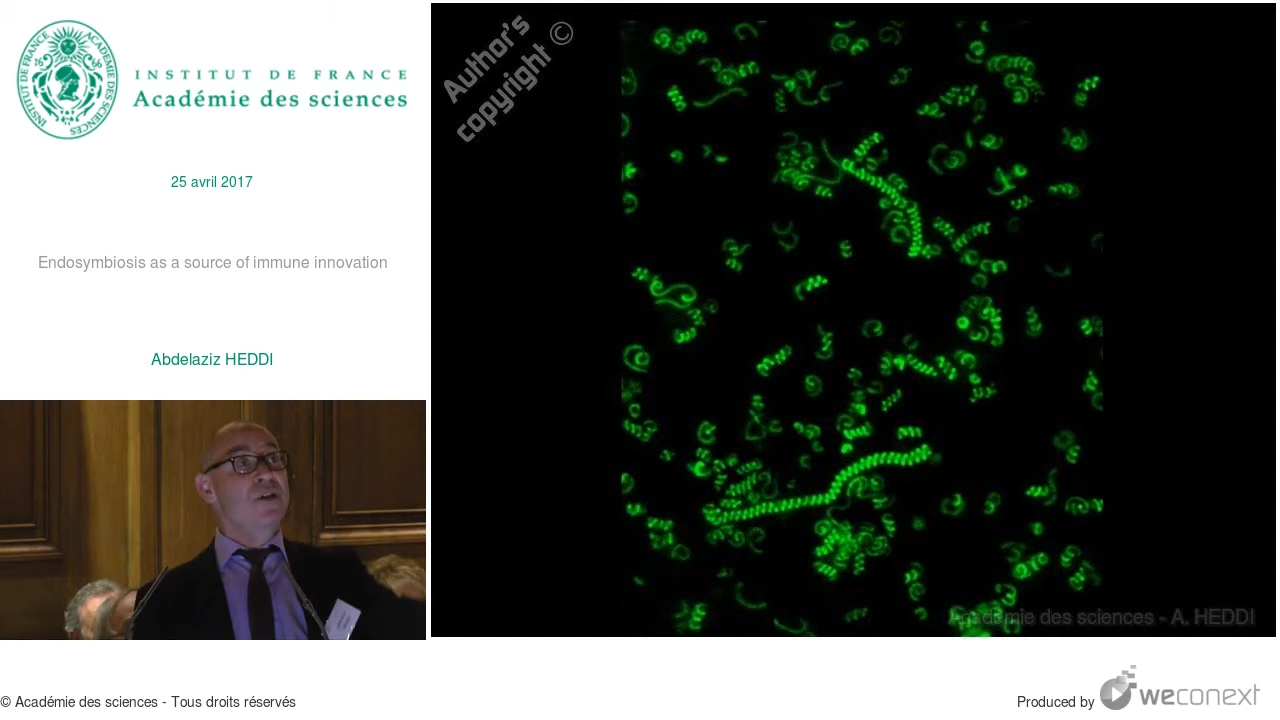 INSTITUT DE FRANCE
Académie des sciences
25 avril 2017
Endosymbiosis as a source of immune innovation
Abdelaziz HEDDI
Author's
copyright ©
Académie des sciences - A. HEDDI
© Académie des sciences - Tous droits réservés
Produced by weconext